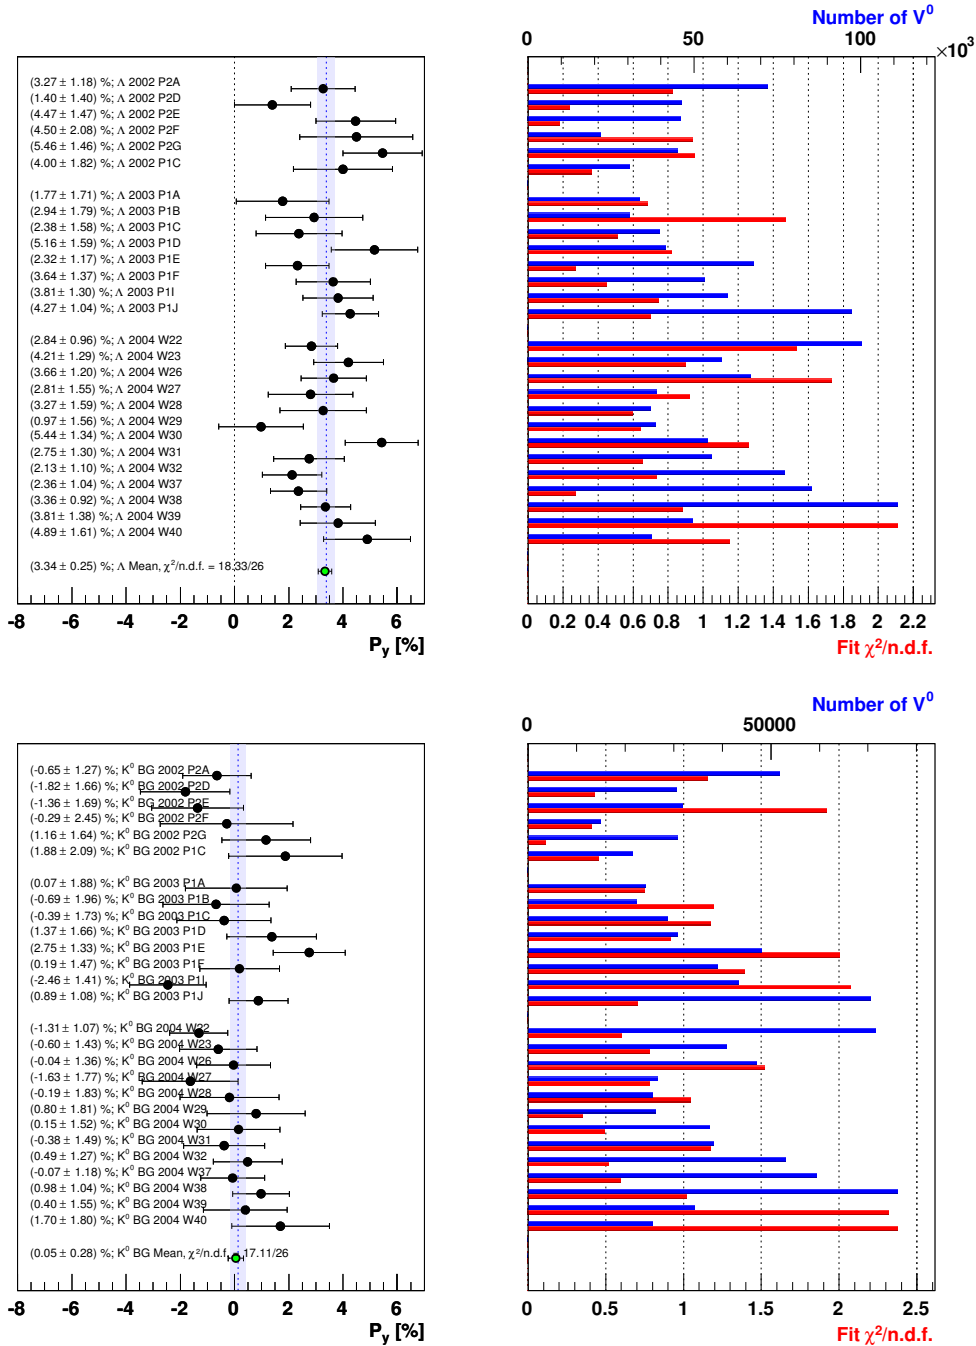 Number of V⁰
0 50 100
×10³
(3.27 ± 1.18) %; Λ 2002 P2A
(1.40 ± 1.40) %; Λ 2002 P2D
(4.47 ± 1.47) %; Λ 2002 P2E
(4.50 ± 2.08) %; Λ 2002 P2F
(5.46 ± 1.46) %; Λ 2002 P2G
(4.00 ± 1.82) %; Λ 2002 P1C
(1.77 ± 1.71) %; Λ 2003 P1A
(2.94 ± 1.79) %; Λ 2003 P1B
(2.38 ± 1.58) %; Λ 2003 P1C
(5.16 ± 1.59) %; Λ 2003 P1D
(2.32 ± 1.17) %; Λ 2003 P1E
(3.64 ± 1.37) %; Λ 2003 P1F
(3.81 ± 1.30) %; Λ 2003 P1I
(4.27 ± 1.04) %; Λ 2003 P1J
(2.84 ± 0.96) %; Λ 2004 W22
(4.21 ± 1.29) %; Λ 2004 W23
(3.66 ± 1.20) %; Λ 2004 W26
(2.81 ± 1.55) %; Λ 2004 W27
(3.27 ± 1.59) %; Λ 2004 W28
(0.97 ± 1.56) %; Λ 2004 W29
(5.44 ± 1.34) %; Λ 2004 W30
(2.75 ± 1.30) %; Λ 2004 W31
(2.13 ± 1.10) %; Λ 2004 W32
(2.36 ± 1.04) %; Λ 2004 W37
(3.36 ± 0.92) %; Λ 2004 W38
(3.81 ± 1.38) %; Λ 2004 W39
(4.89 ± 1.61) %; Λ 2004 W40
(3.34 ± 0.25) %; Λ Mean, χ²/n.d.f. = 18.33/26
-8 -6 -4 -2 0 2 4 6
P_y [%]
0 0.2 0.4 0.6 0.8 1 1.2 1.4 1.6 1.8 2 2.2
Fit χ²/n.d.f.
Number of V⁰
0 50000
(-0.65 ± 1.27) %; K⁰ BG 2002 P2A
(-1.82 ± 1.66) %; K⁰ BG 2002 P2D
(-1.36 ± 1.69) %; K⁰ BG 2002 P2E
(-0.29 ± 2.45) %; K⁰ BG 2002 P2F
(1.16 ± 1.64) %; K⁰ BG 2002 P2G
(1.88 ± 2.09) %; K⁰ BG 2002 P1C
(0.07 ± 1.88) %; K⁰ BG 2003 P1A
(-0.69 ± 1.96) %; K⁰ BG 2003 P1B
(-0.39 ± 1.73) %; K⁰ BG 2003 P1C
(1.37 ± 1.66) %; K⁰ BG 2003 P1D
(2.75 ± 1.33) %; K⁰ BG 2003 P1E
(0.19 ± 1.47) %; K⁰ BG 2003 P1F
(-2.46 ± 1.41) %; K⁰ BG 2003 P1I
(0.89 ± 1.08) %; K⁰ BG 2003 P1J
(-1.31 ± 1.07) %; K⁰ BG 2004 W22
(-0.60 ± 1.43) %; K⁰ BG 2004 W23
(-0.04 ± 1.36) %; K⁰ BG 2004 W26
(-1.63 ± 1.77) %; K⁰ BG 2004 W27
(-0.19 ± 1.83) %; K⁰ BG 2004 W28
(0.80 ± 1.81) %; K⁰ BG 2004 W29
(0.15 ± 1.52) %; K⁰ BG 2004 W30
(-0.38 ± 1.49) %; K⁰ BG 2004 W31
(0.49 ± 1.27) %; K⁰ BG 2004 W32
(-0.07 ± 1.18) %; K⁰ BG 2004 W37
(0.98 ± 1.04) %; K⁰ BG 2004 W38
(0.40 ± 1.55) %; K⁰ BG 2004 W39
(1.70 ± 1.80) %; K⁰ BG 2004 W40
(0.05 ± 0.28) %; K⁰ BG Mean, χ²/n.d.f. = 17.11/26
-8 -6 -4 -2 0 2 4 6
P_y [%]
0 0.5 1 1.5 2 2.5
Fit χ²/n.d.f.